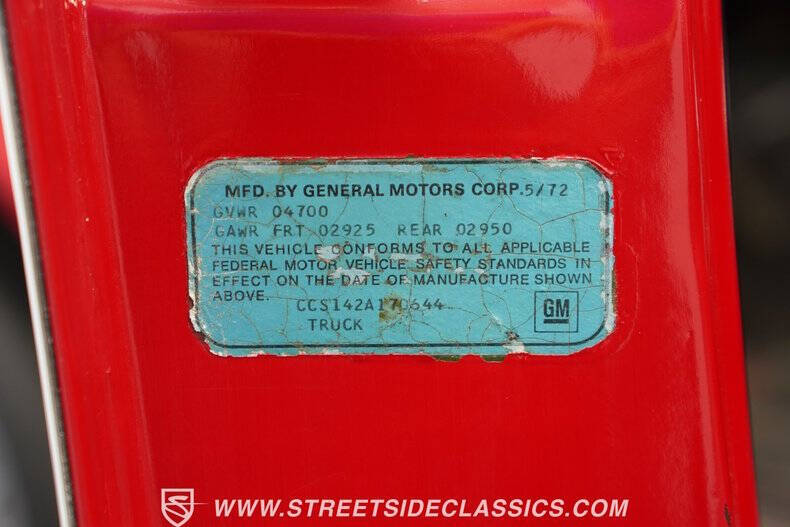 MFD. BY GENERAL MOTORS CORP. 5/72
GVWR 04700
GAWR FRT 02925 REAR 02950
THIS VEHICLE CONFORMS TO ALL APPLICABLE
FEDERAL MOTOR VEHICLE SAFETY STANDARDS IN
EFFECT ON THE DATE OF MANUFACTURE SHOWN
ABOVE.
CCS142A170644
TRUCK
GM
WWW.STREETSIDECLASSICS.COM